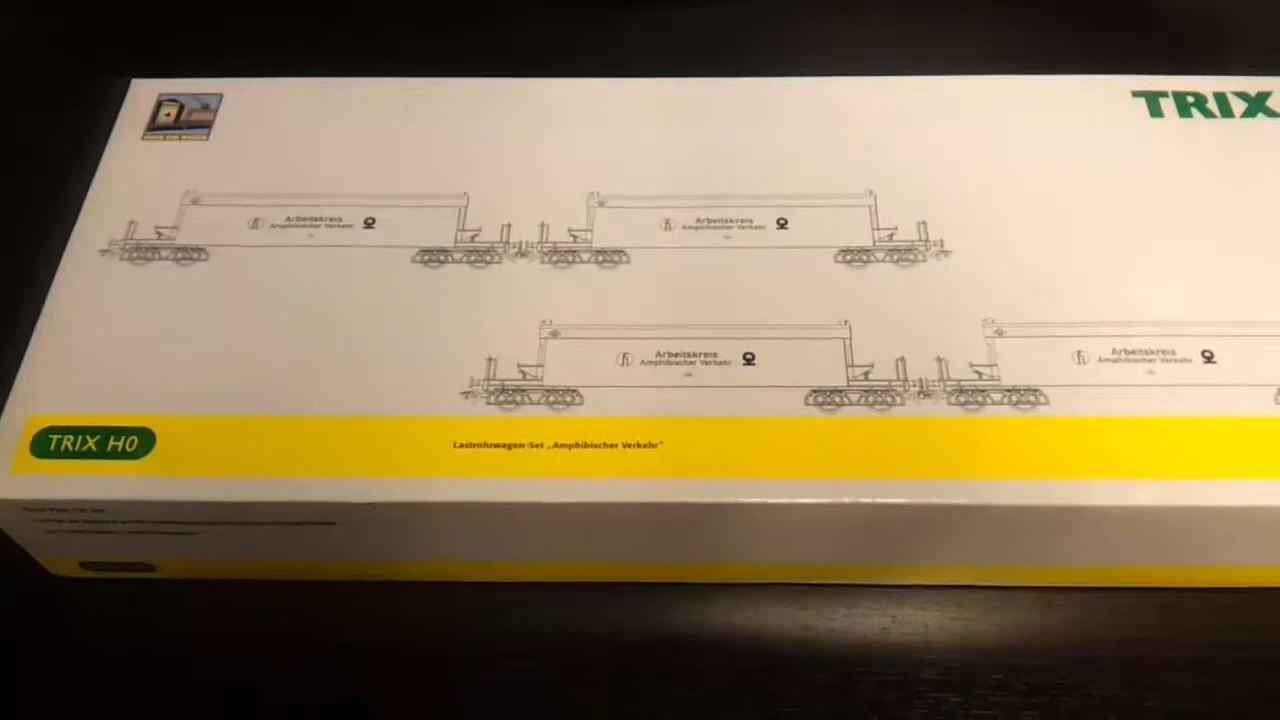 TRIX
Arbeitskreis
Amphibischer Verkehr
Arbeitskreis
Amphibischer Verkehr
Arbeitskreis
Amphibischer Verkehr
Arbeitskreis
Amphibischer Verkehr
TRIX H0
Lastrohrwagen-Set „Amphibischer Verkehr“